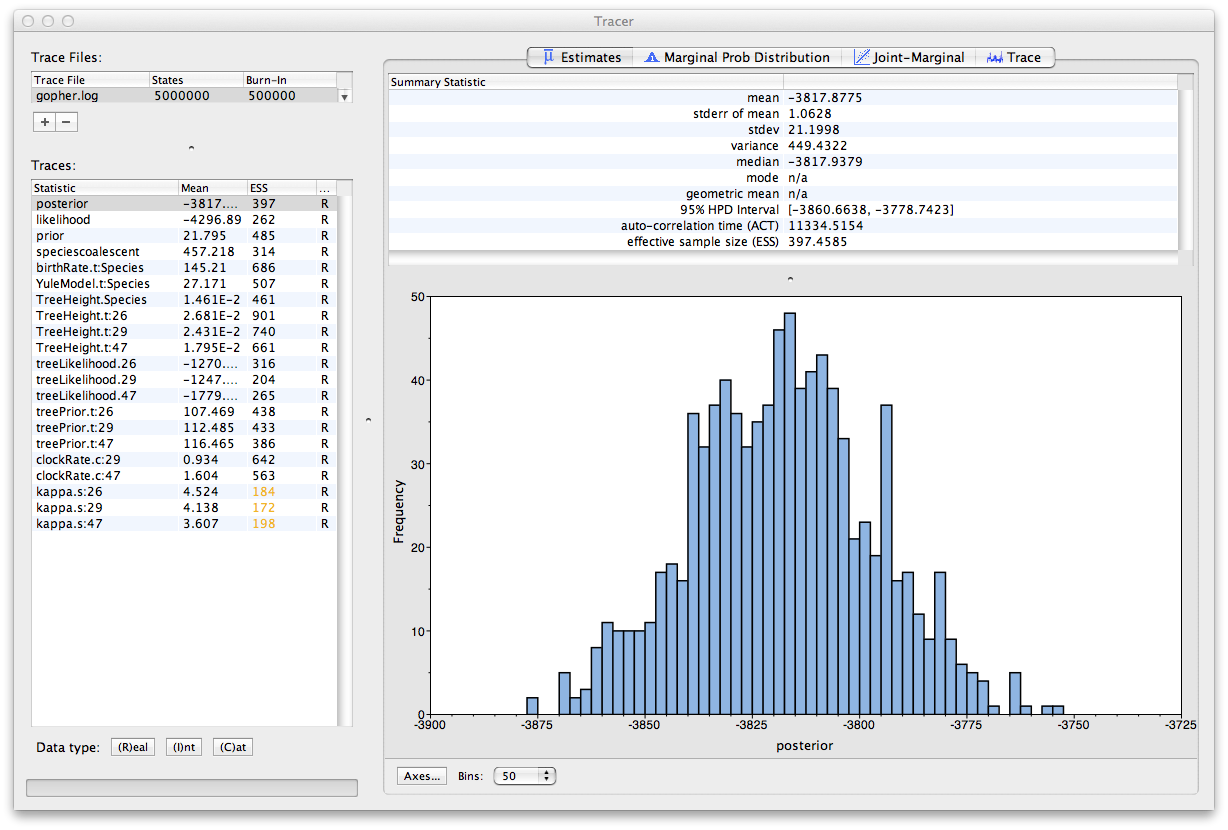 Tracer
Trace Files:
Trace File States Burn-In
gopher.log 5000000 500000
+ −
Traces:
Statistic Mean ESS ...
posterior −3817.... 397 R
likelihood −4296.89 262 R
prior 21.795 485 R
speciescoalescent 457.218 314 R
birthRate.t:Species 145.21 686 R
YuleModel.t:Species 27.171 507 R
TreeHeight.Species 1.461E−2 461 R
TreeHeight.t:26 2.681E−2 901 R
TreeHeight.t:29 2.431E−2 740 R
TreeHeight.t:47 1.795E−2 661 R
treeLikelihood.26 −1270.... 316 R
treeLikelihood.29 −1247.... 204 R
treeLikelihood.47 −1779.... 265 R
treePrior.t:26 107.469 438 R
treePrior.t:29 112.485 433 R
treePrior.t:47 116.465 386 R
clockRate.c:29 0.934 642 R
clockRate.c:47 1.604 563 R
kappa.s:26 4.524 184 R
kappa.s:29 4.138 172 R
kappa.s:47 3.607 198 R
Data type: (R)eal (I)nt (C)at
Estimates Marginal Prob Distribution Joint-Marginal Trace
Summary Statistic
mean −3817.8775
stderr of mean 1.0628
stdev 21.1998
variance 449.4322
median −3817.9379
mode n/a
geometric mean n/a
95% HPD Interval [−3860.6638, −3778.7423]
auto-correlation time (ACT) 11334.5154
effective sample size (ESS) 397.4585
50
40
30
20
10
0
Frequency
-3900 -3875 -3850 -3825 -3800 -3775 -3750 -3725
posterior
Axes... Bins: 50